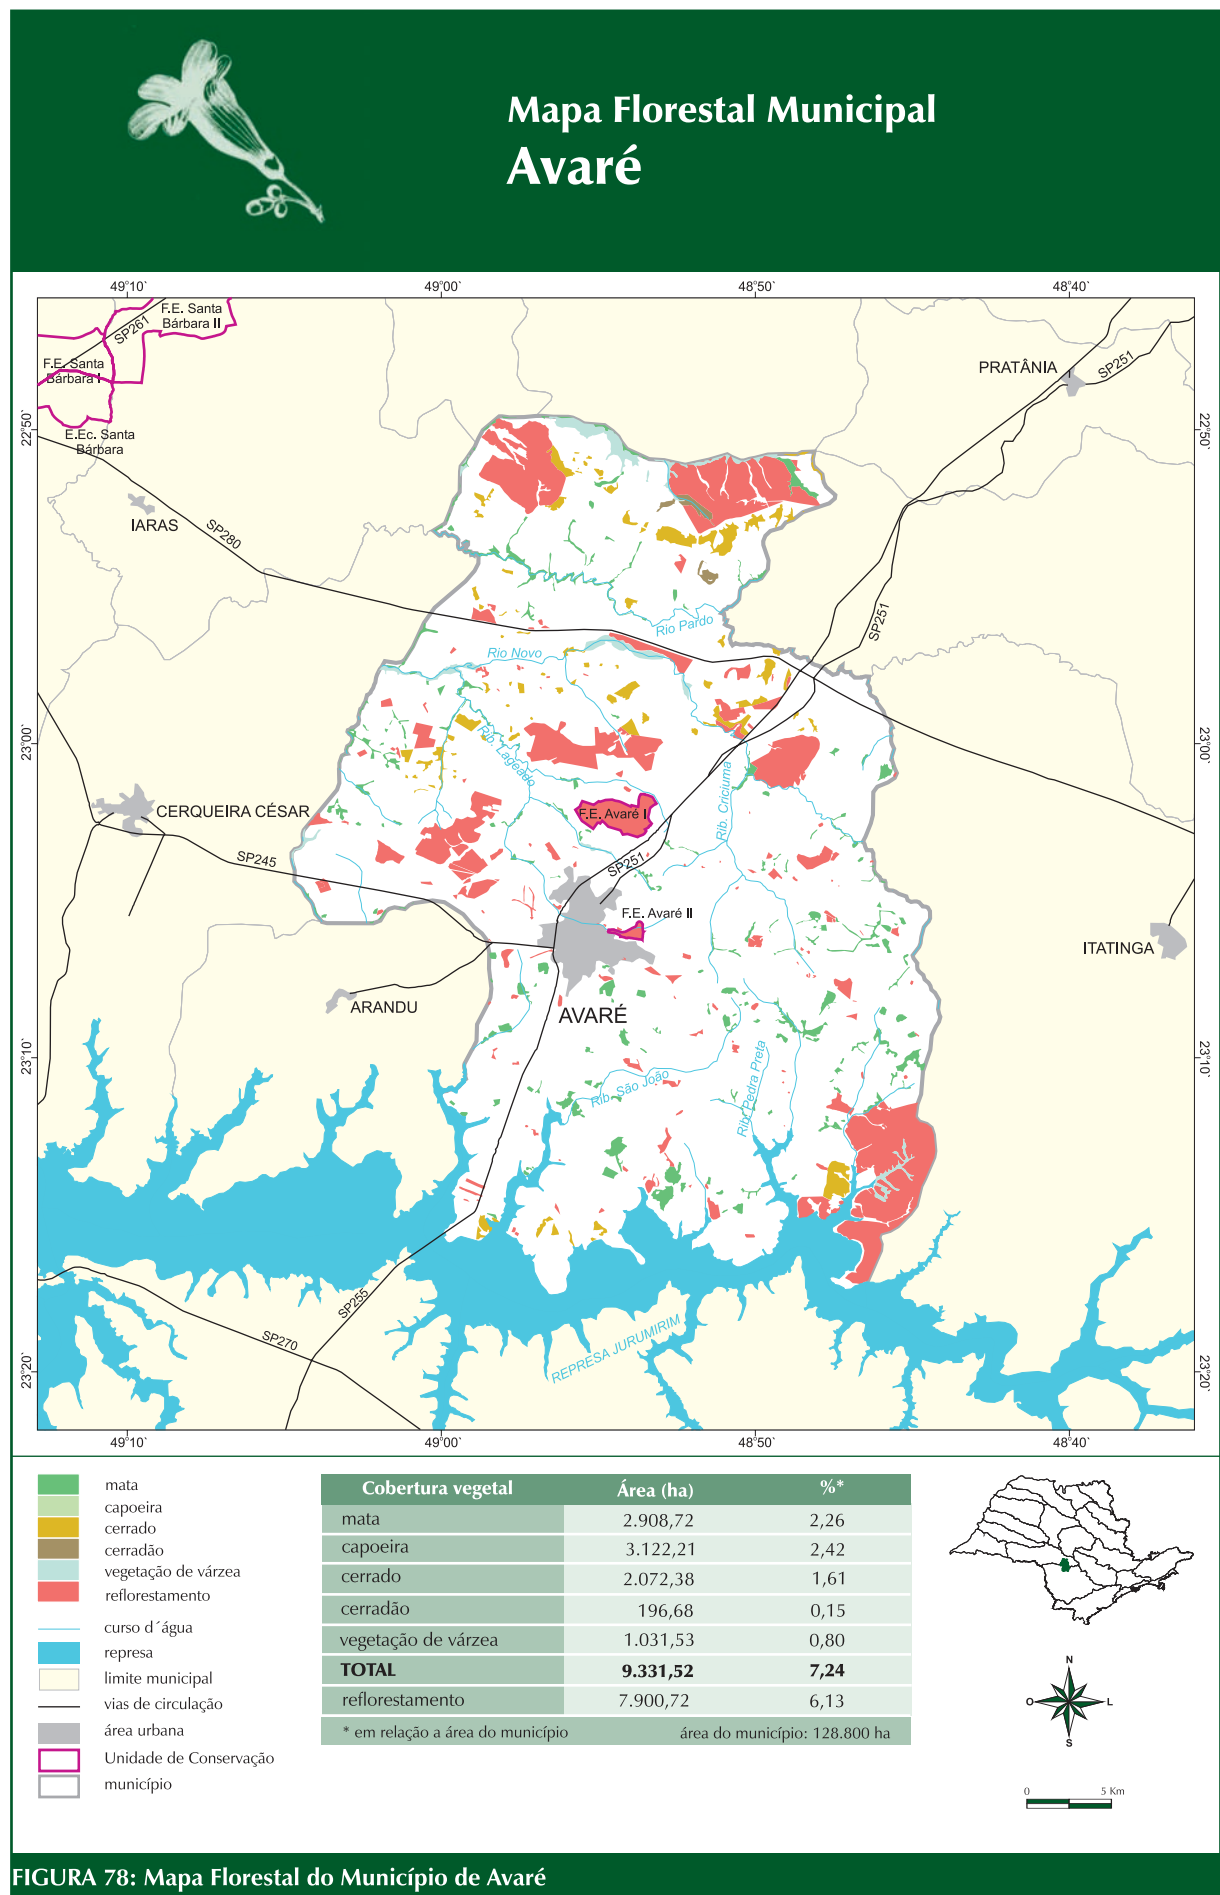 Mapa Florestal Municipal
Avaré
49°10'
49°00'
48°50'
48°40'
F.E. Santa
Bárbara II
SP261
F.E. Santa
Bárbara I
E.Ec. Santa
Bárbara
PRATÂNIA
SP251
22°50'
22°50'
IARAS
SP280
SP251
Rio Pardo
Rio Novo
Rib. Lageado
23°00'
23°00'
Rib. Criciuma
CERQUEIRA CÉSAR
F.E. Avaré I
SP245
SP251
F.E. Avaré II
ITATINGA
ARANDU
AVARÉ
23°10'
23°10'
Rib. São João
Rib. Pedra Preta
SP255
SP270
REPRESA JURUMIRIM
23°20'
23°20'
49°10'
49°00'
48°50'
48°40'
mata
capoeira
cerrado
cerradão
vegetação de várzea
reflorestamento
curso d´água
represa
limite municipal
vias de circulação
área urbana
Unidade de Conservação
município
Cobertura vegetal Área (ha) %*
mata 2.908,72 2,26
capoeira 3.122,21 2,42
cerrado 2.072,38 1,61
cerradão 196,68 0,15
vegetação de várzea 1.031,53 0,80
TOTAL 9.331,52 7,24
reflorestamento 7.900,72 6,13
* em relação a área do município área do município: 128.800 ha
N
O L
S
0 5 Km
FIGURA 78: Mapa Florestal do Município de Avaré